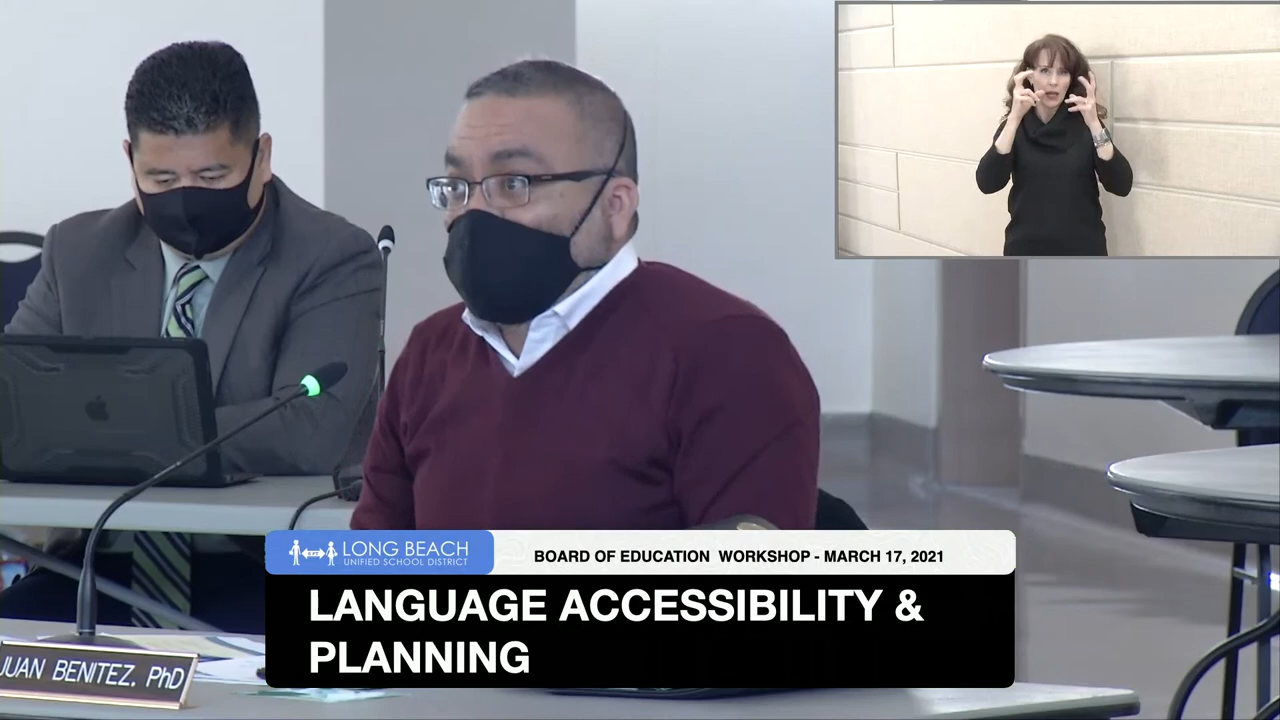 LONG BEACH
UNIFIED SCHOOL DISTRICT
BOARD OF EDUCATION WORKSHOP - MARCH 17, 2021
LANGUAGE ACCESSIBILITY &
PLANNING
JUAN BENITEZ, PhD